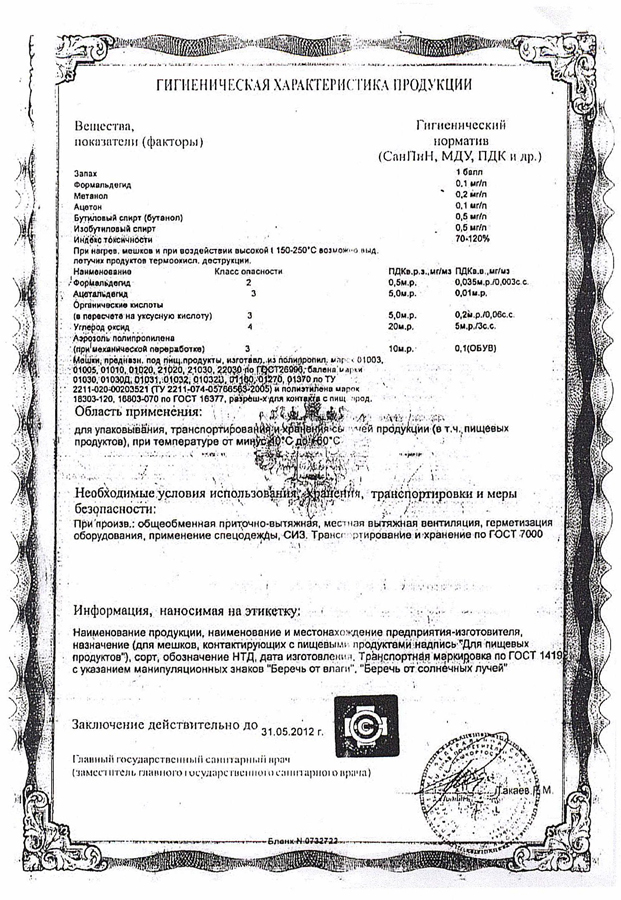 ГИГИЕНИЧЕСКАЯ ХАРАКТЕРИСТИКА ПРОДУКЦИИ
Вещества, Гигиенический
показатели (факторы) норматив
(СанПиН, МДУ, ПДК и др.)
Запах 1 балл
Формальдегид 0,1 мг/л
Метанол 0,2 мг/л
Ацетон 0,1 мг/л
Бутиловый спирт (бутанол) 0,5 мг/л
Изобутиловый спирт 0,5 мг/л
Индекс токсичности 70-120%
При нагрев. мешков и при воздействии высокой t 150-250°С возможно выд.
летучих продуктов термоокисл. деструкции.
Наименование Класс опасности ПДКв.р.з.,мг/мз ПДКв.в.,мг/мз
Формальдегид 2 0,5м.р. 0,035м.р./0,003с.с.
Ацетальдегид 3 5,0м.р. 0,01м.р.
Органические кислоты
(в пересчете на уксусную кислоту) 3 5,0м.р. 0,2м.р./0,06с.с.
Углерод оксид 4 20м.р. 5м.р./3с.с.
Аэрозоль полипропилена
(при механической переработке) 3 10м.р. 0,1(ОБУВ)
Мешки, предназн. под пищ.продукты, изготавл. из полипропил. марок 01003,
01005, 01010, 01020, 21020, 21030, 22030 по ГОСТ26996, балена марки
01030, 01030Д, 01031, 01032, 01032Ц, 01160, 01270, 01370 по ТУ
2211-020-00203521 (ТУ 2211-074-05766563-2005) и полиэтилена марок
16303-120, 16803-070 по ГОСТ 16377, разреш-х для контакта с пищ. прод.
Область применения:
для упаковывания, транспортирования и хранения сыпучей продукции (в т.ч. пищевых
продуктов), при температуре от минус 40°С до +60°С
Необходимые условия использования, хранения, транспортировки и меры
безопасности:
При произв.: общеобменная приточно-вытяжная, местная вытяжная вентиляция, герметизация
оборудования, применение спецодежды, СИЗ. Транспортирование и хранение по ГОСТ 7000
Информация, наносимая на этикетку:
Наименование продукции, наименование и местонахождение предприятия-изготовителя,
назначение (для мешков, контактирующих с пищевыми продуктами надпись "Для пищевых
продуктов"), сорт, обозначение НТД, дата изготовления, Транспортная маркировка по ГОСТ 14192
с указанием манипуляционных знаков "Беречь от влаги", "Беречь от солнечных лучей"
Заключение действительно до 31.05.2012 г.
Главный государственный санитарный врач
(заместитель главного государственного санитарного врача)
Такаев Р.М.
Бланк N 0732722